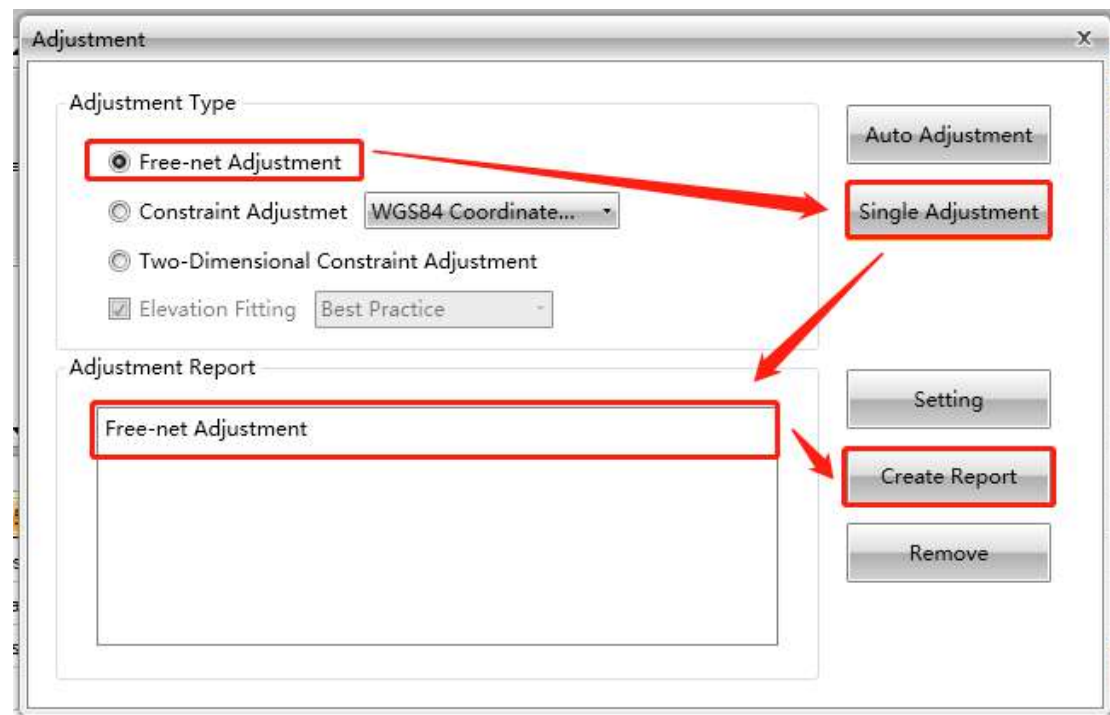 Adjustment
x
Adjustment Type
Free-net Adjustment
Constraint Adjustmet WGS84 Coordinate...
Two-Dimensional Constraint Adjustment
Elevation Fitting Best Practice
Auto Adjustment
Single Adjustment
Adjustment Report
Free-net Adjustment
Setting
Create Report
Remove